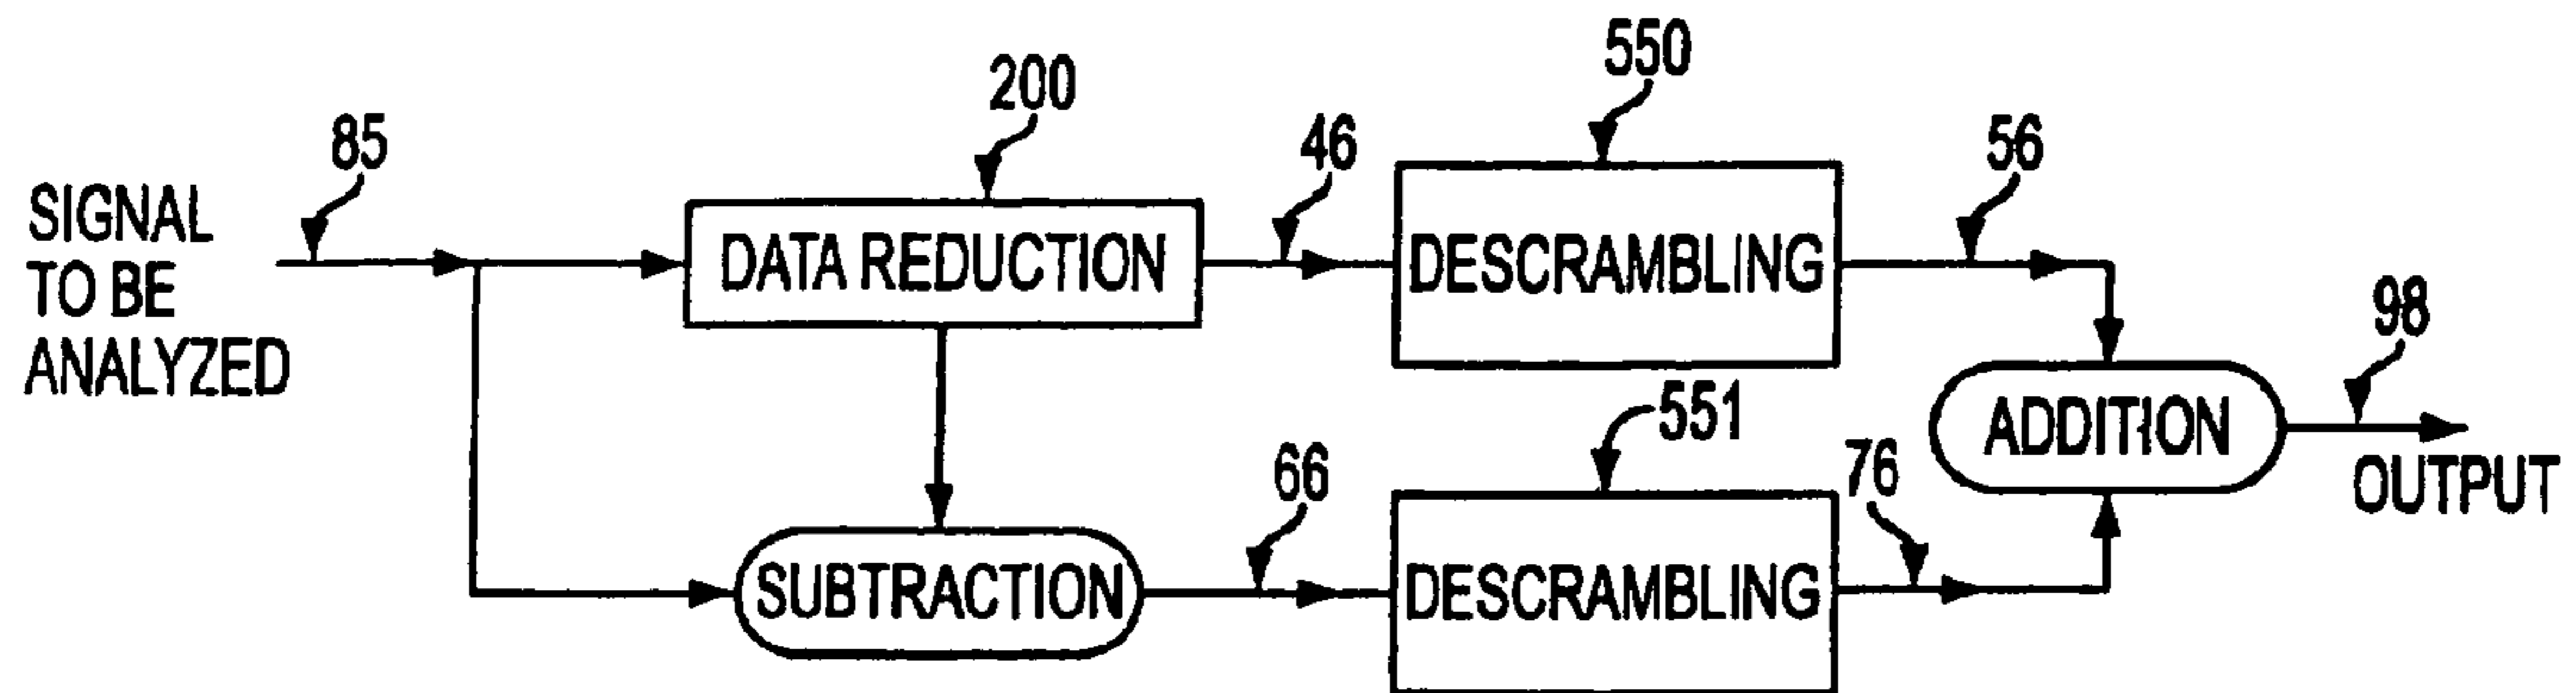 550
200
85
46
56
SIGNAL
TO BE
ANALYZED
DATA REDUCTION
DESCRAMBLING
98
551
ADDITION
66
76
OUTPUT
SUBTRACTION
DESCRAMBLING